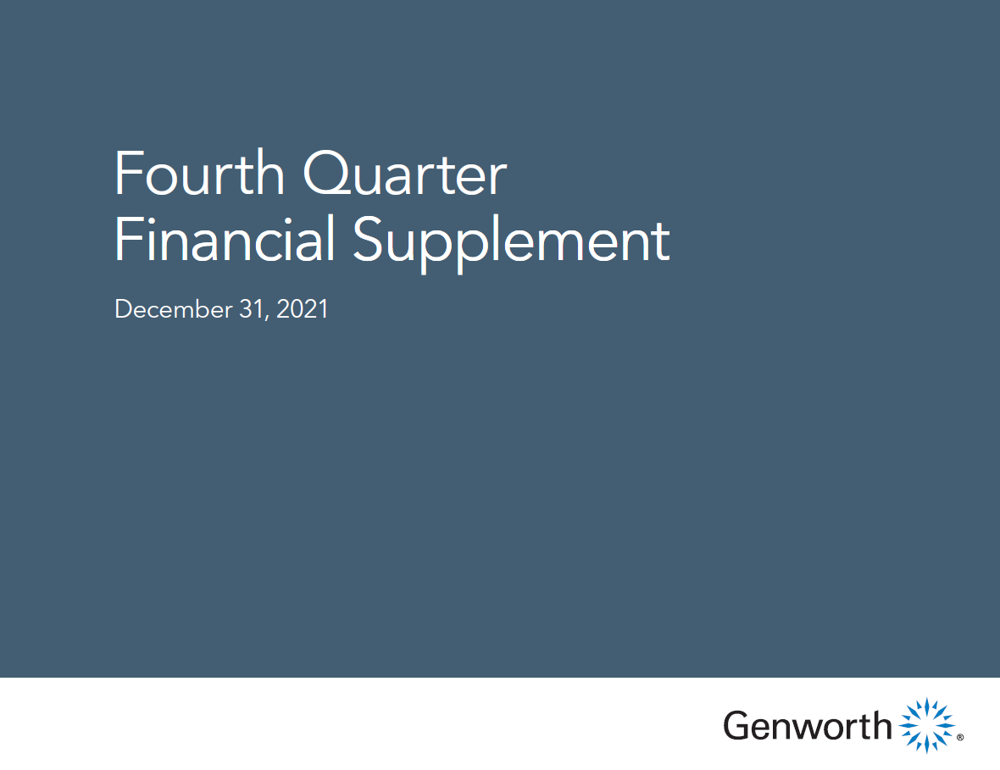 Fourth Quarter
Financial Supplement
December 31, 2021
Genworth®